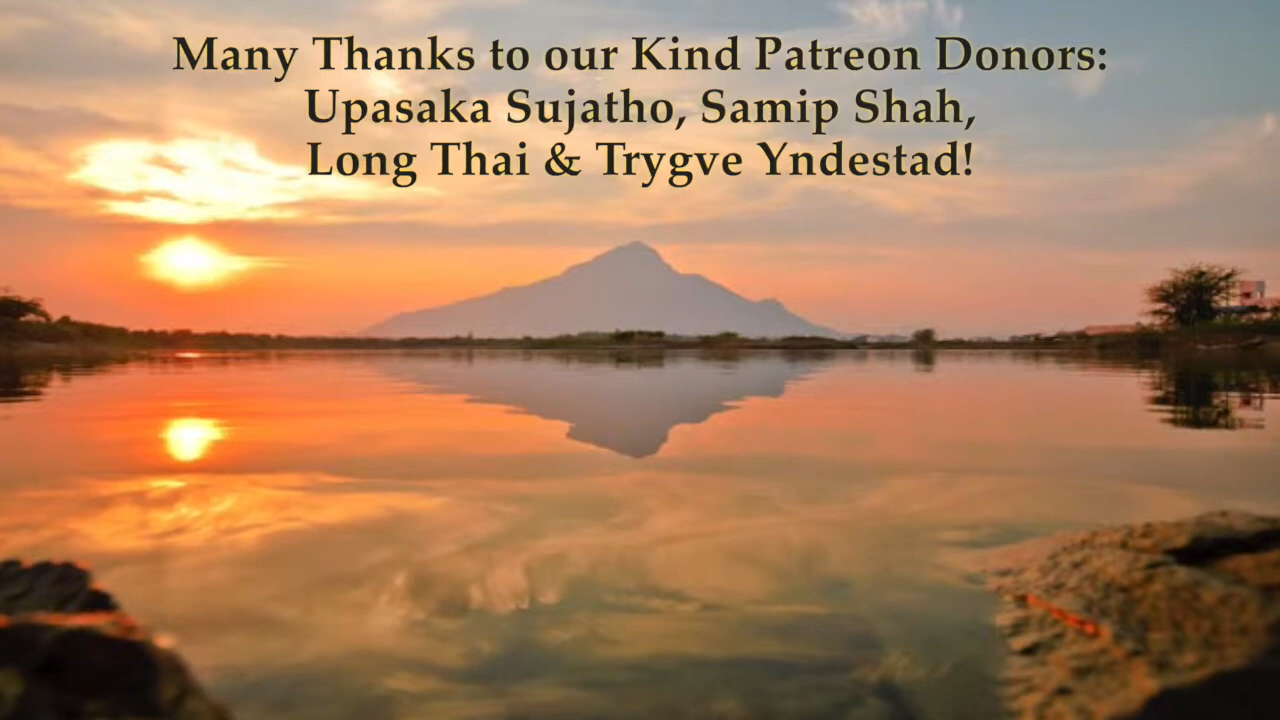 Many Thanks to our Kind Patreon Donors:
Upasaka Sujatho, Samip Shah,
Long Thai & Trygve Yndestad!